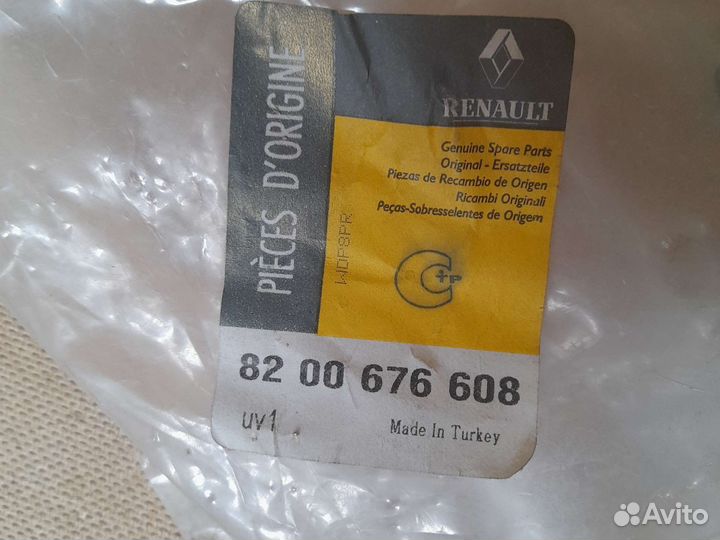 PIÈCES D'ORIGINE
RENAULT
Genuine Spare Parts
Original - Ersatzteile
Piezas de Recambio de Origen
Ricambi Originali
Peças-Sobresselentes de Origem
WDP8PR
82 00 676 608
uv1
Made In Turkey
Avito